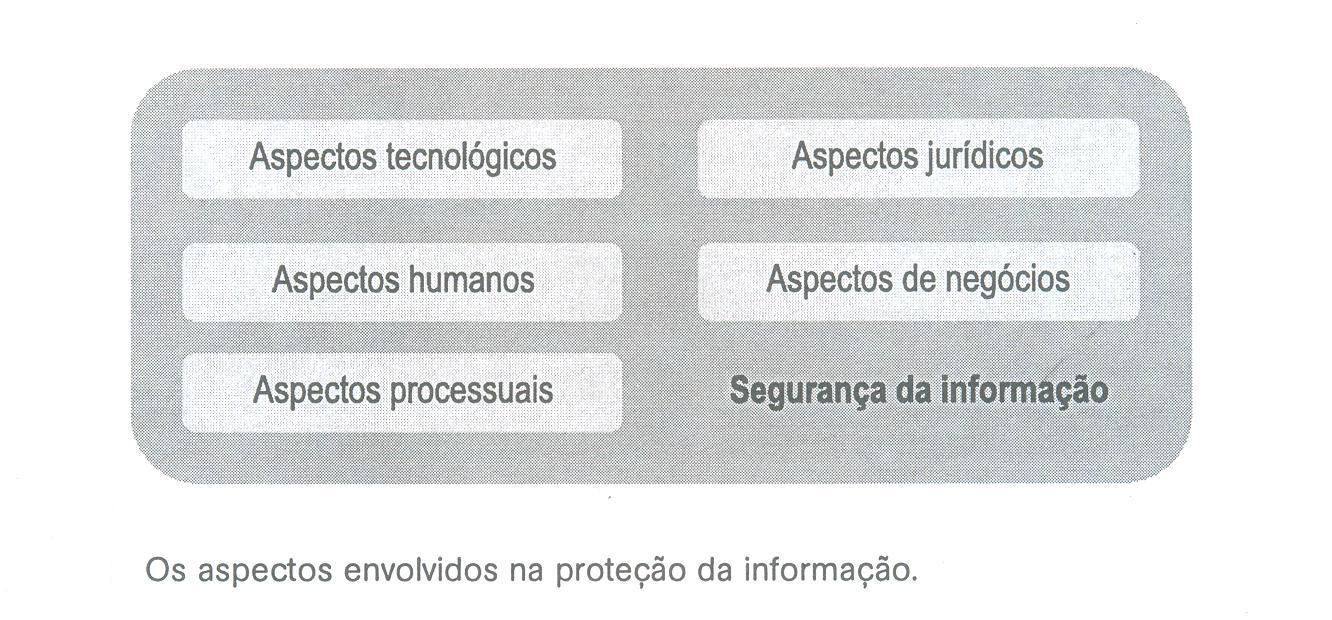 Aspectos tecnológicos
Aspectos jurídicos
Aspectos humanos
Aspectos de negócios
Aspectos processuais
Segurança da informação
Os aspectos envolvidos na proteção da informação.